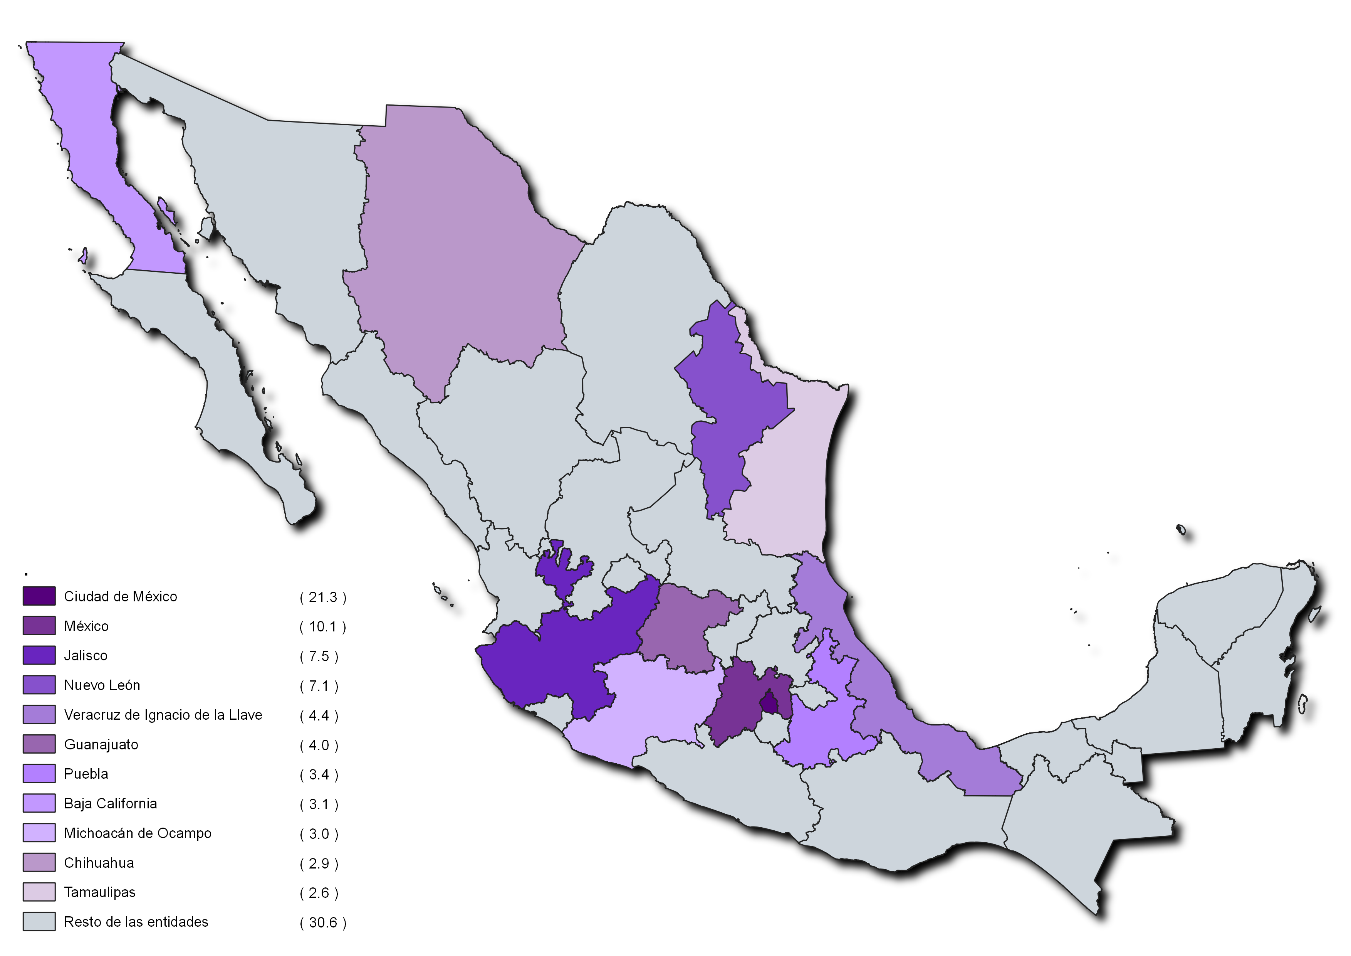 Ciudad de México ( 21.3 )
México ( 10.1 )
Jalisco ( 7.5 )
Nuevo León ( 7.1 )
Veracruz de Ignacio de la Llave ( 4.4 )
Guanajuato ( 4.0 )
Puebla ( 3.4 )
Baja California ( 3.1 )
Michoacán de Ocampo ( 3.0 )
Chihuahua ( 2.9 )
Tamaulipas ( 2.6 )
Resto de las entidades ( 30.6 )